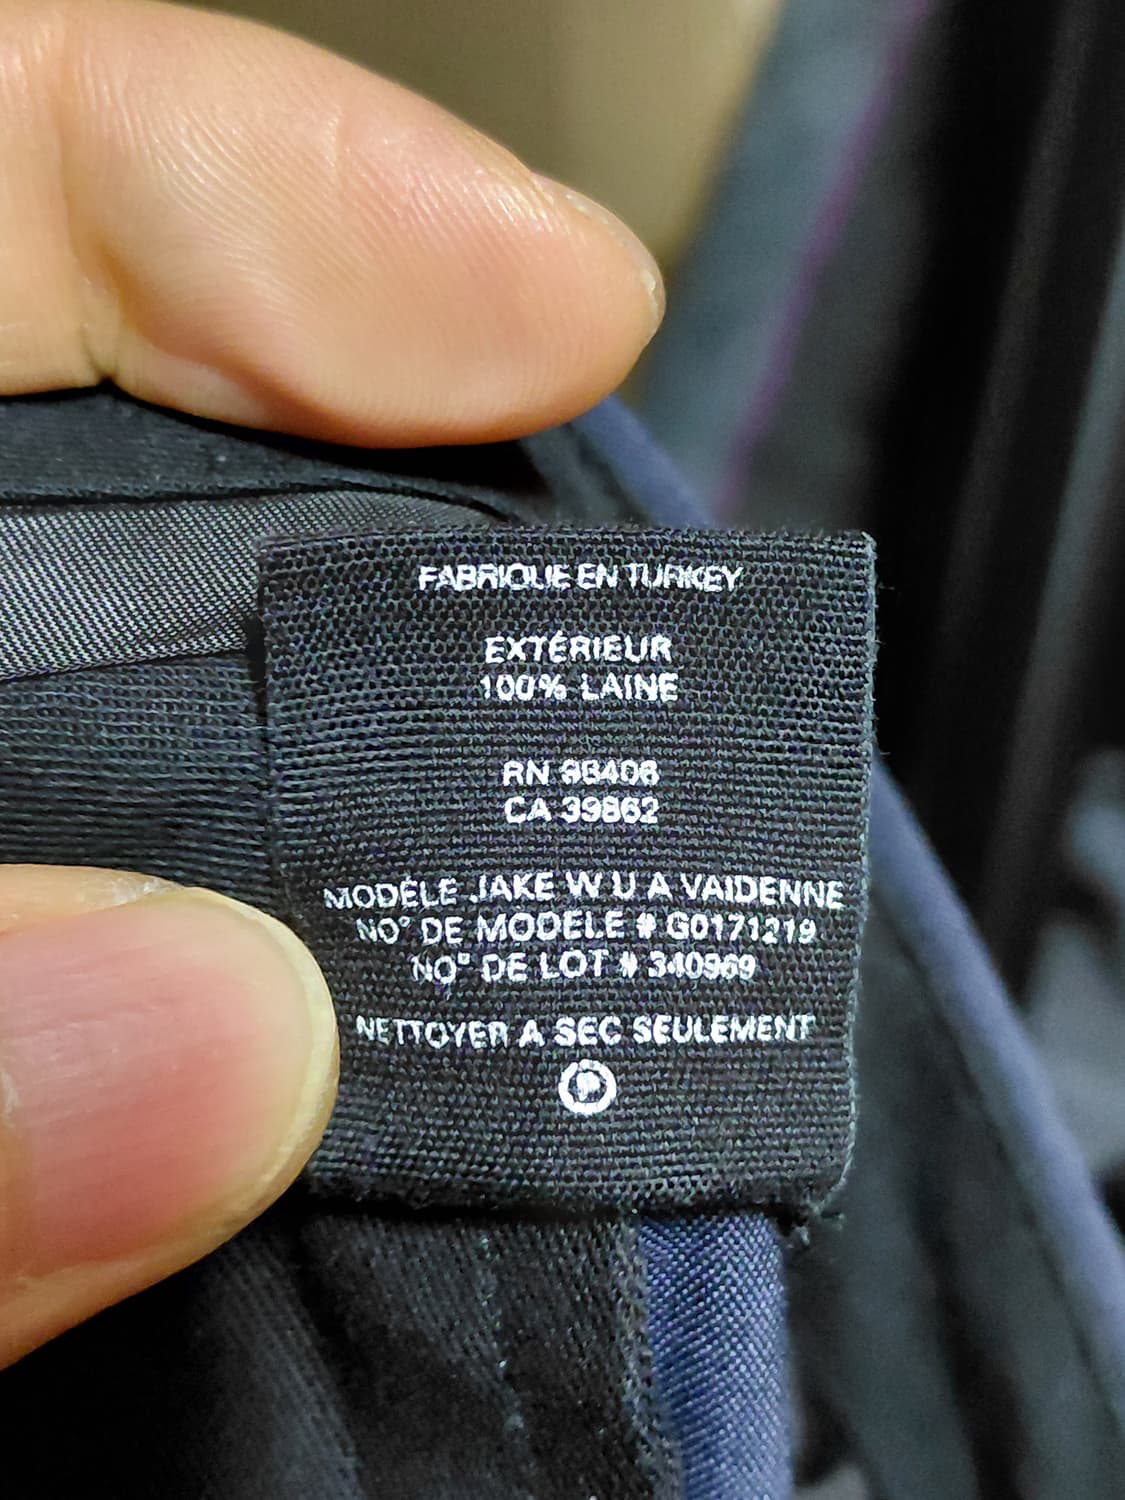 FABRIQUE EN TURKEY
EXTÉRIEUR
100% LAINE
RN 98406
CA 39862
MODÈLE JAKE W U A VAIDENNE
NO° DE MODELE # G0171219
NO° DE LOT # 340969
NETTOYER A SEC SEULEMENT
P